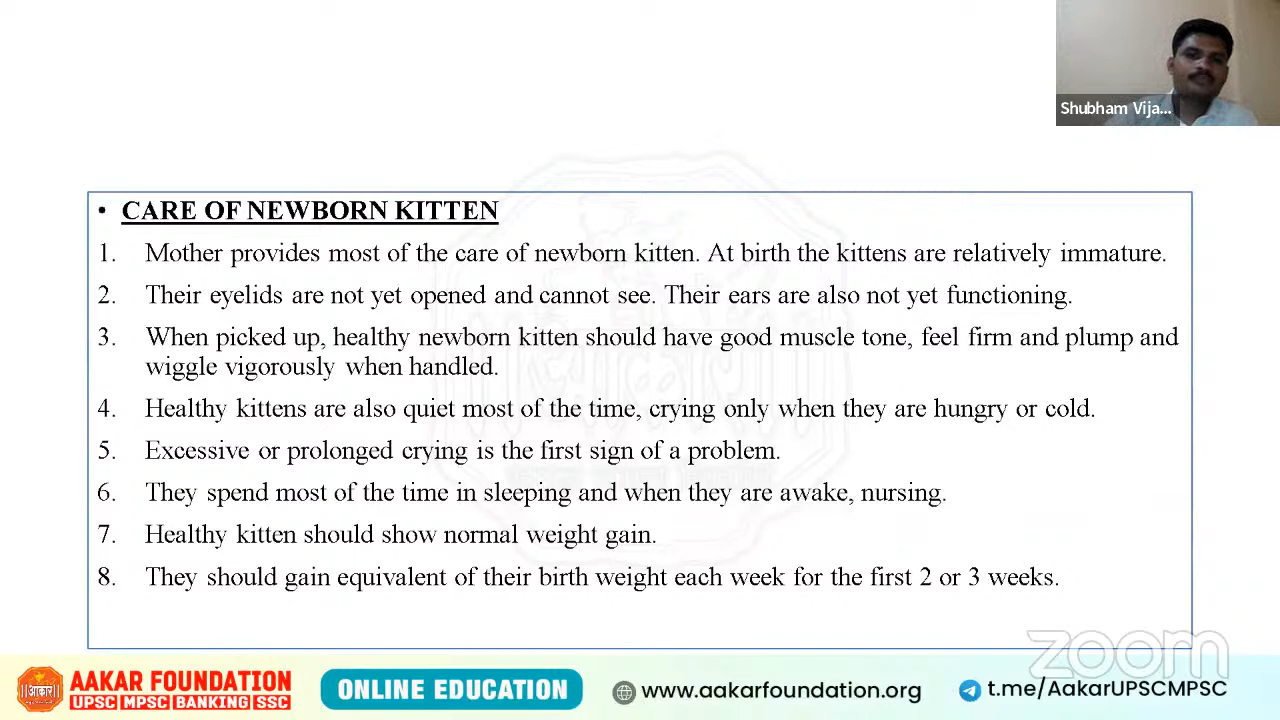 Shubham Vija...
• CARE OF NEWBORN KITTEN
1. Mother provides most of the care of newborn kitten. At birth the kittens are relatively immature.
2. Their eyelids are not yet opened and cannot see. Their ears are also not yet functioning.
3. When picked up, healthy newborn kitten should have good muscle tone, feel firm and plump and
wiggle vigorously when handled.
4. Healthy kittens are also quiet most of the time, crying only when they are hungry or cold.
5. Excessive or prolonged crying is the first sign of a problem.
6. They spend most of the time in sleeping and when they are awake, nursing.
7. Healthy kitten should show normal weight gain.
8. They should gain equivalent of their birth weight each week for the first 2 or 3 weeks.
zoom
||आकार||
AAKAR FOUNDATION
UPSC|MPSC|BANKING|SSC
ONLINE EDUCATION
www.aakarfoundation.org
t.me/AakarUPSCMPSC